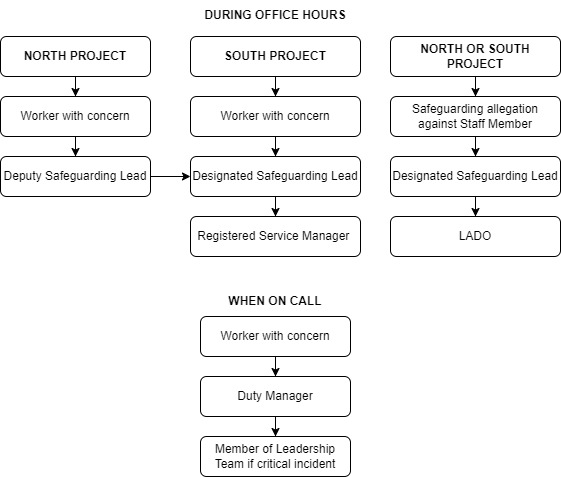 DURING OFFICE HOURS
NORTH PROJECT
SOUTH PROJECT
NORTH OR SOUTH
PROJECT
Worker with concern
Worker with concern
Safeguarding allegation
against Staff Member
Deputy Safeguarding Lead
Designated Safeguarding Lead
Designated Safeguarding Lead
Registered Service Manager
LADO
WHEN ON CALL
Worker with concern
Duty Manager
Member of Leadership
Team if critical incident